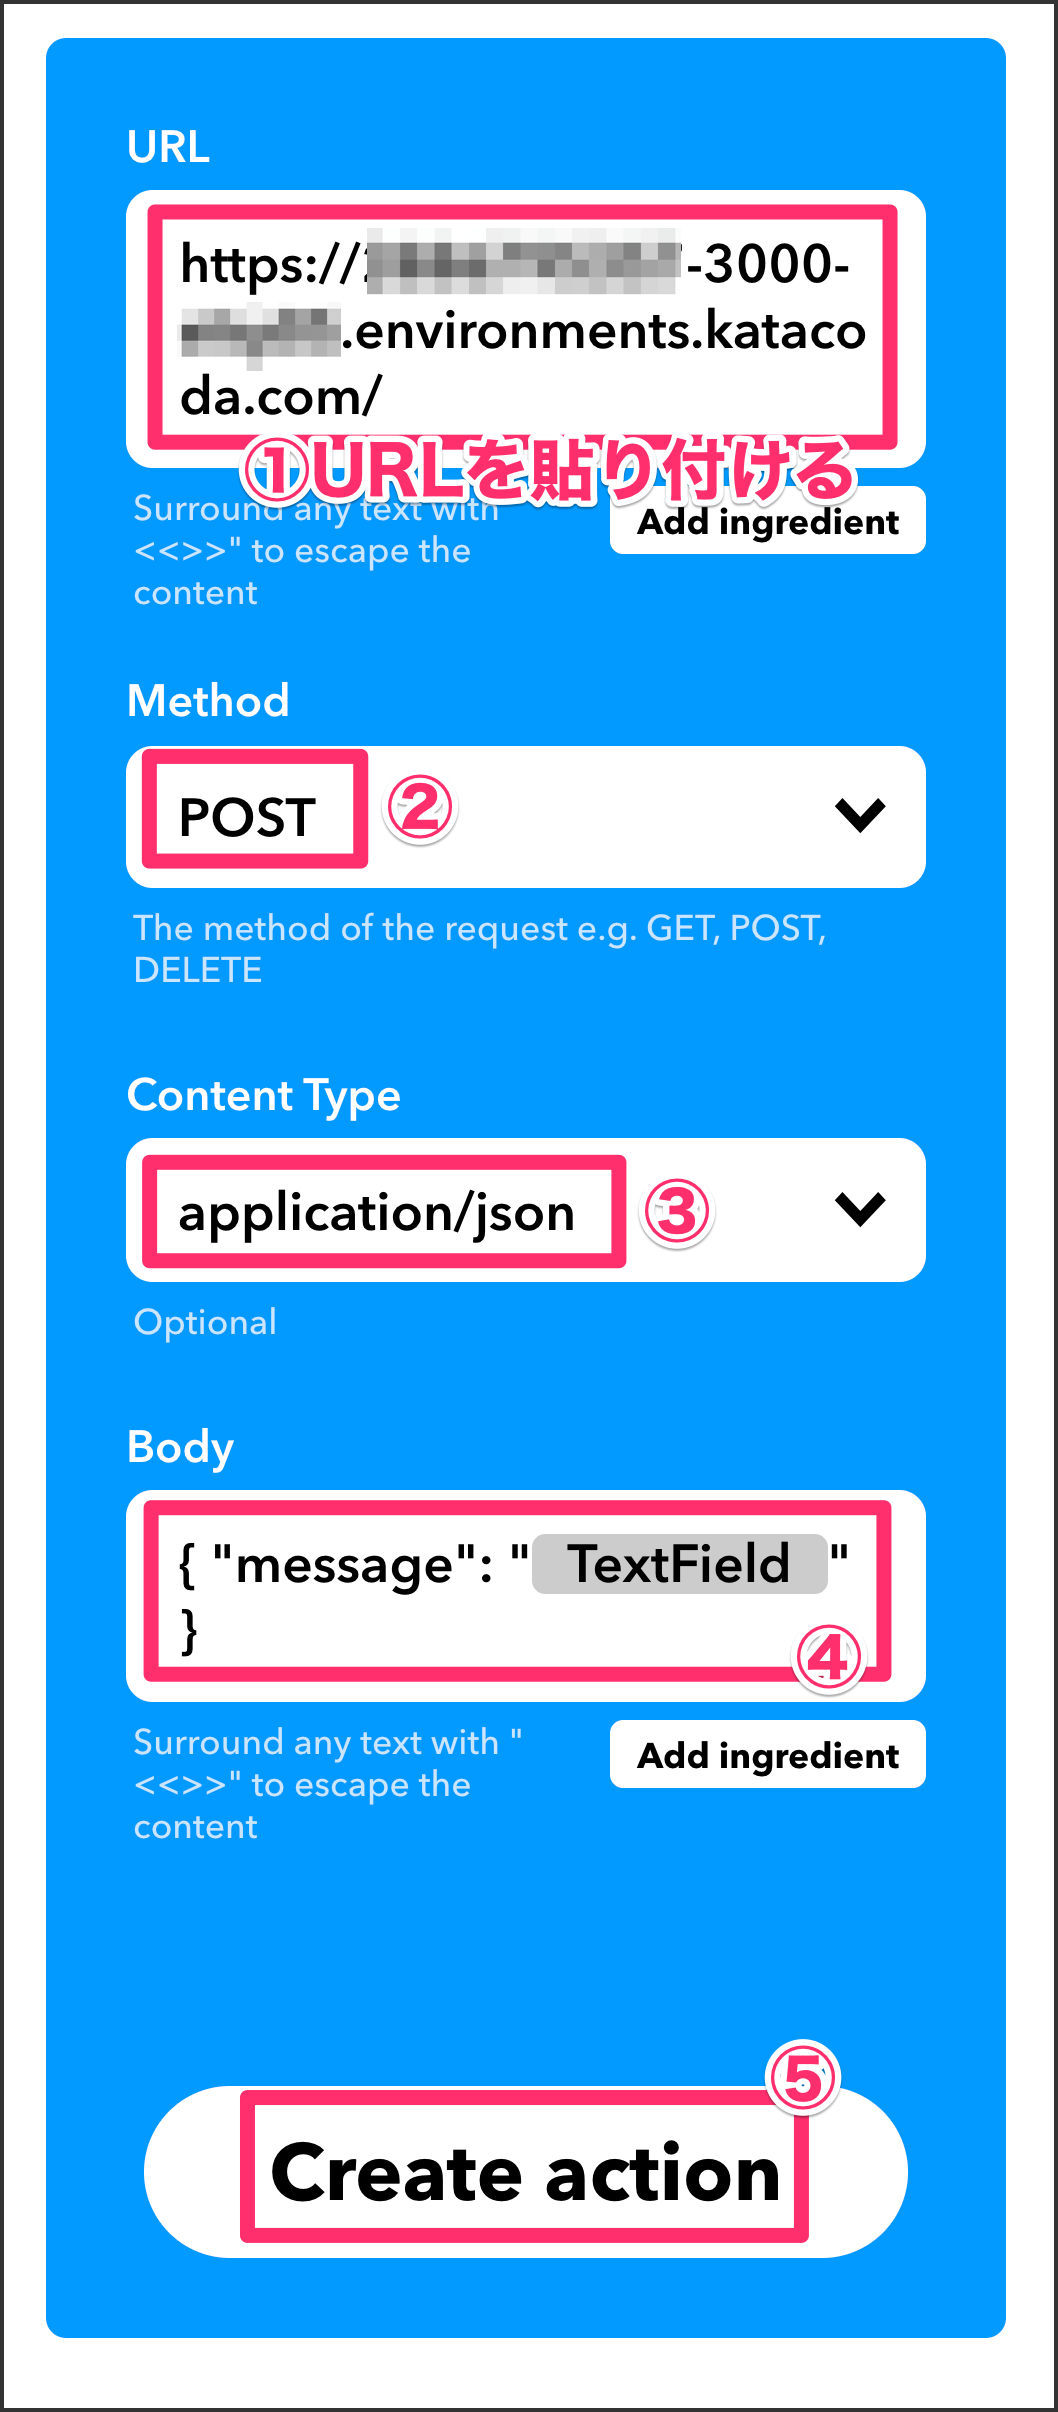 URL
https://-3000-
.environments.kataco
da.com/
①URLを貼り付ける
Surround any text with
<<>>" to escape the
content
Add ingredient
Method
POST
②
The method of the request e.g. GET, POST,
DELETE
Content Type
application/json
③
Optional
Body
{ "message": " TextField "
}
④
Surround any text with "
<<>>" to escape the
content
Add ingredient
⑤
Create action